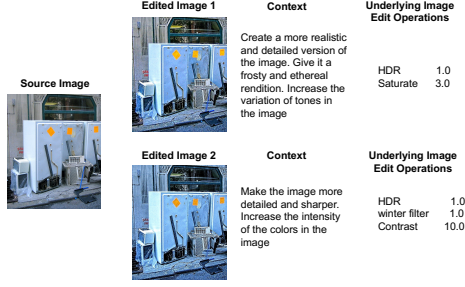 Source Image
Edited Image 1
Context
Underlying Image
Edit Operations
Create a more realistic
and detailed version of
the image. Give it a
frosty and ethereal
rendition. Increase the
variation of tones in
the image
HDR 1.0
Saturate 3.0
Edited Image 2
Context
Underlying Image
Edit Operations
Make the image more
detailed and sharper.
Increase the intensity
of the colors in the
image
HDR 1.0
winter filter 1.0
Contrast 10.0